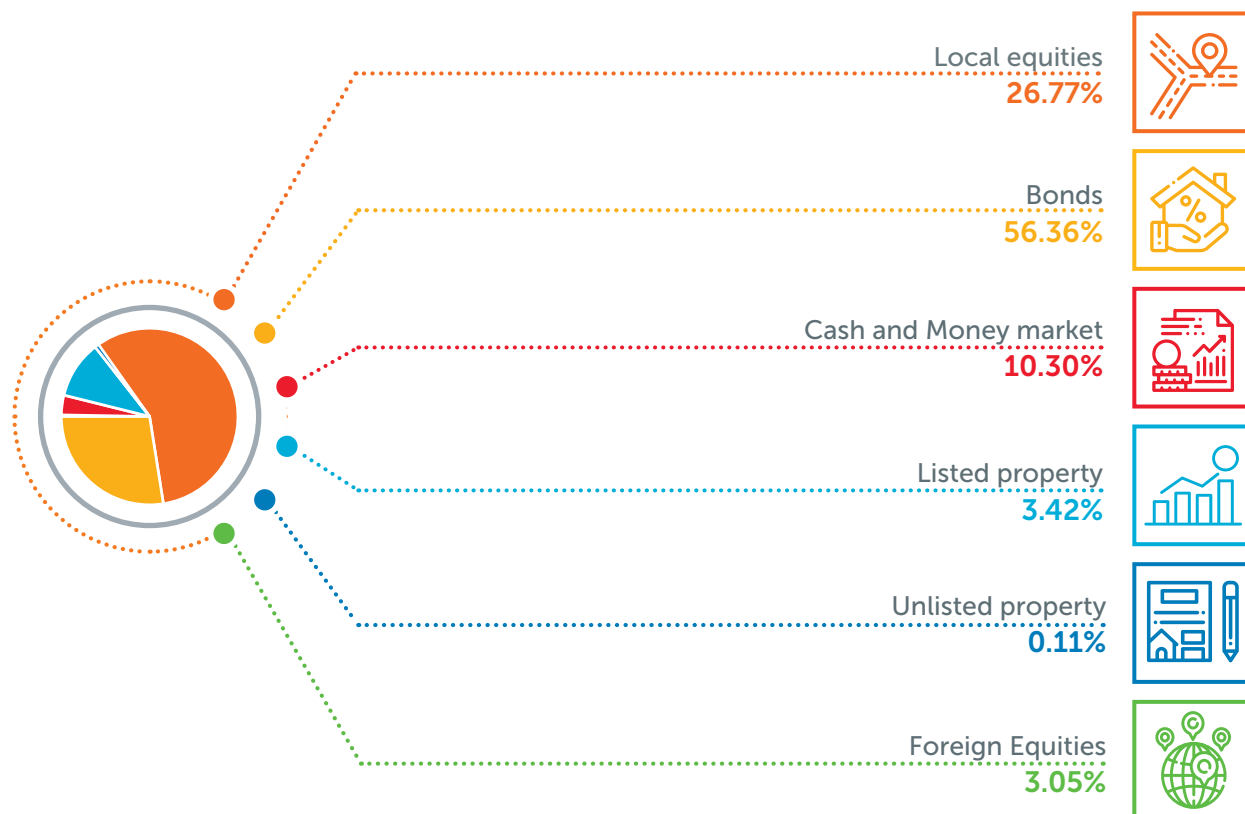 Local equities
26.77%
Bonds
56.36%
Cash and Money market
10.30%
Listed property
3.42%
Unlisted property
0.11%
Foreign Equities
3.05%